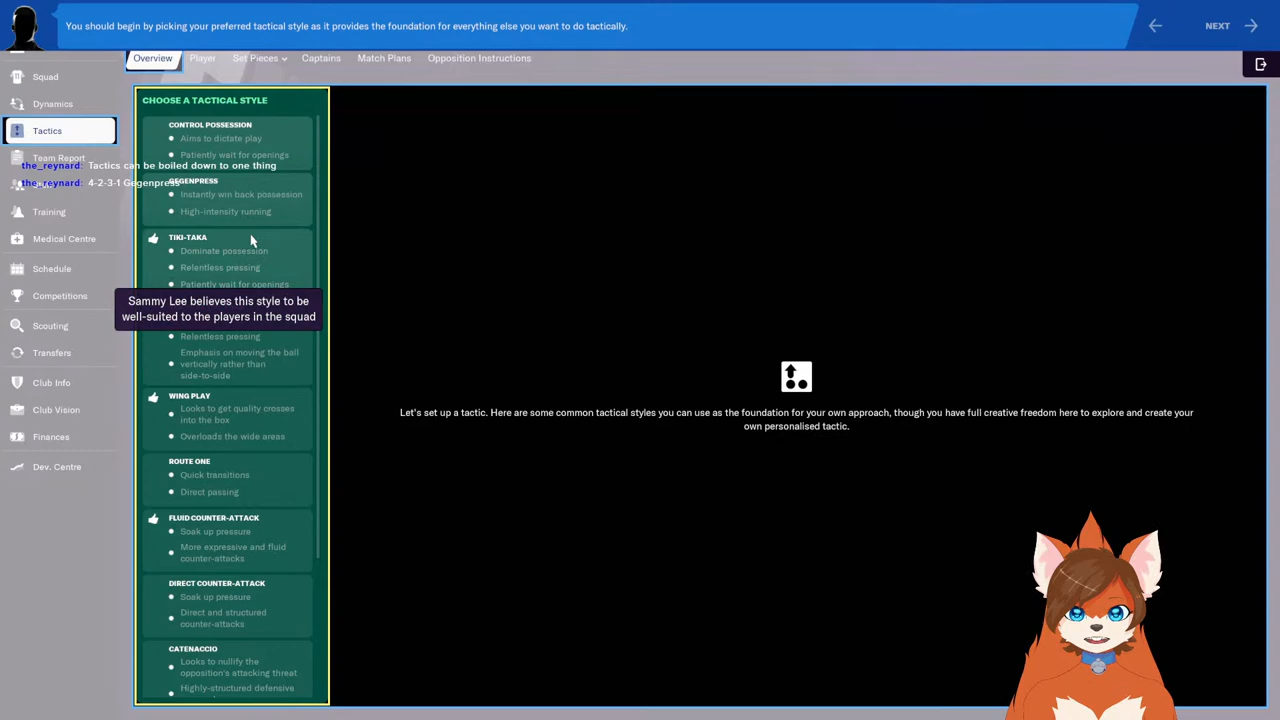 You should begin by picking your preferred tactical style as it provides the foundation for everything else you want to do tactically.
NEXT
Overview
Player
Set Pieces
Captains
Match Plans
Opposition Instructions
Squad
Dynamics
Tactics
Team Report
Training
Medical Centre
Schedule
Competitions
Scouting
Transfers
Club Info
Club Vision
Finances
Dev. Centre
the_reynard: Tactics can be boiled down to one thing
the_reynard: 4-2-3-1 Gegenpress
CHOOSE A TACTICAL STYLE
CONTROL POSSESSION
Aims to dictate play
Patiently wait for openings
GEGENPRESS
Instantly win back possession
High-intensity running
TIKI-TAKA
Dominate possession
Relentless pressing
Patiently wait for openings
Sammy Lee believes this style to be
well-suited to the players in the squad
Relentless pressing
Emphasis on moving the ball
vertically rather than
side-to-side
WING PLAY
Looks to get quality crosses
into the box
Overloads the wide areas
ROUTE ONE
Quick transitions
Direct passing
FLUID COUNTER-ATTACK
Soak up pressure
More expressive and fluid
counter-attacks
DIRECT COUNTER-ATTACK
Soak up pressure
Direct and structured
counter-attacks
CATENACCIO
Looks to nullify the
opposition's attacking threat
Highly-structured defensive
Let's set up a tactic. Here are some common tactical styles you can use as the foundation for your own approach, though you have full creative freedom here to explore and create your
own personalised tactic.